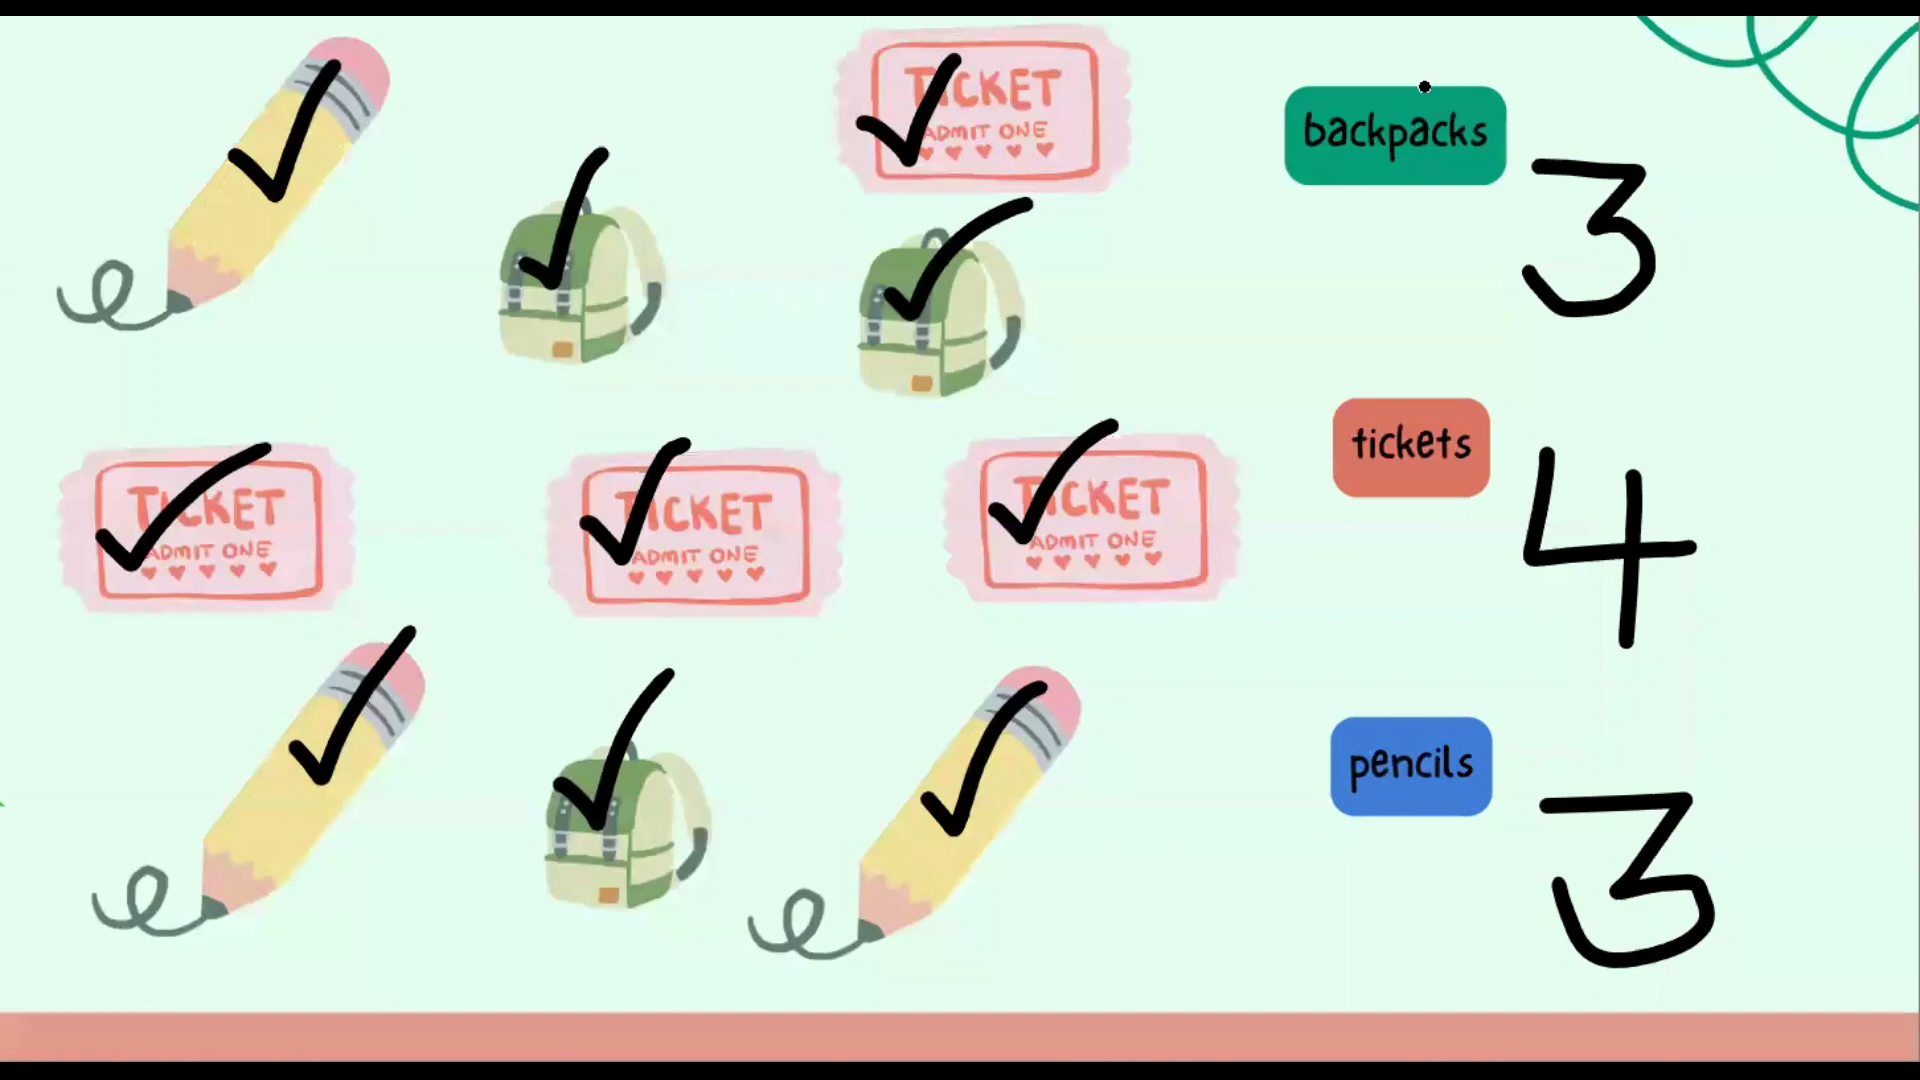 TICKET
ADMIT ONE
backpacks
3
tickets
4
TICKET
ADMIT ONE
TICKET
ADMIT ONE
TICKET
ADMIT ONE
pencils
3